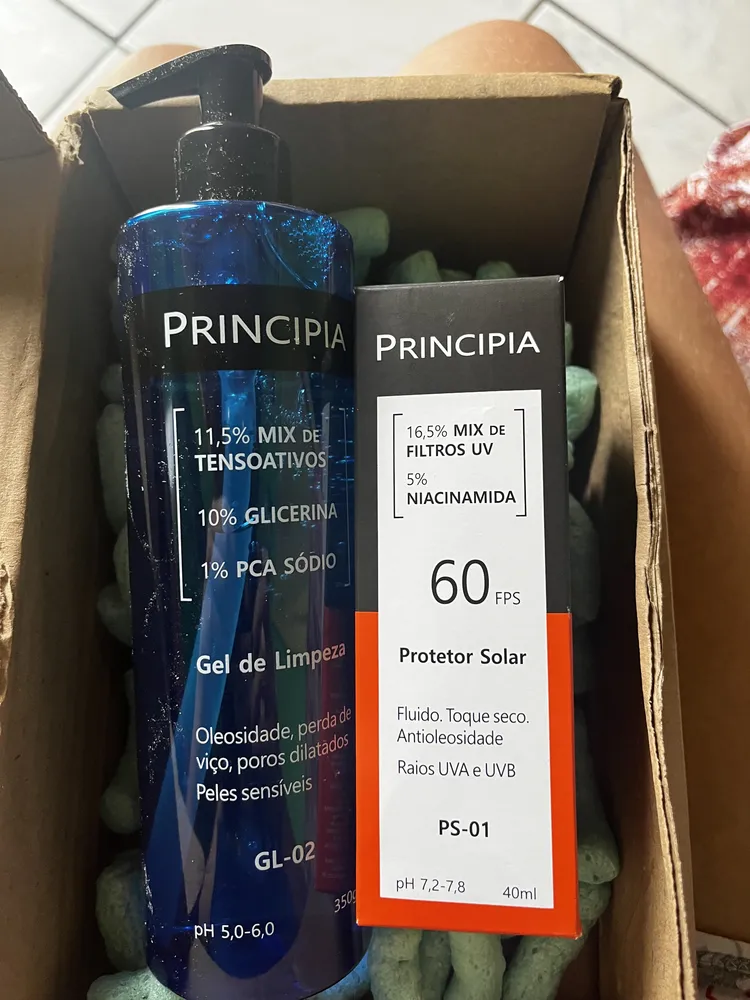 PRINCIPIA
11,5% MIX DE
TENSOATIVOS
10% GLICERINA
1% PCA SÓDIO
Gel de Limpeza
Oleosidade, perda de
viço, poros dilatados
Peles sensíveis
GL-02
350g
pH 5,0-6,0
PRINCIPIA
16,5% MIX DE
FILTROS UV
5%
NIACINAMIDA
60 FPS
Protetor Solar
Fluido. Toque seco.
Antioleosidade
Raios UVA e UVB
PS-01
pH 7,2-7,8 40ml